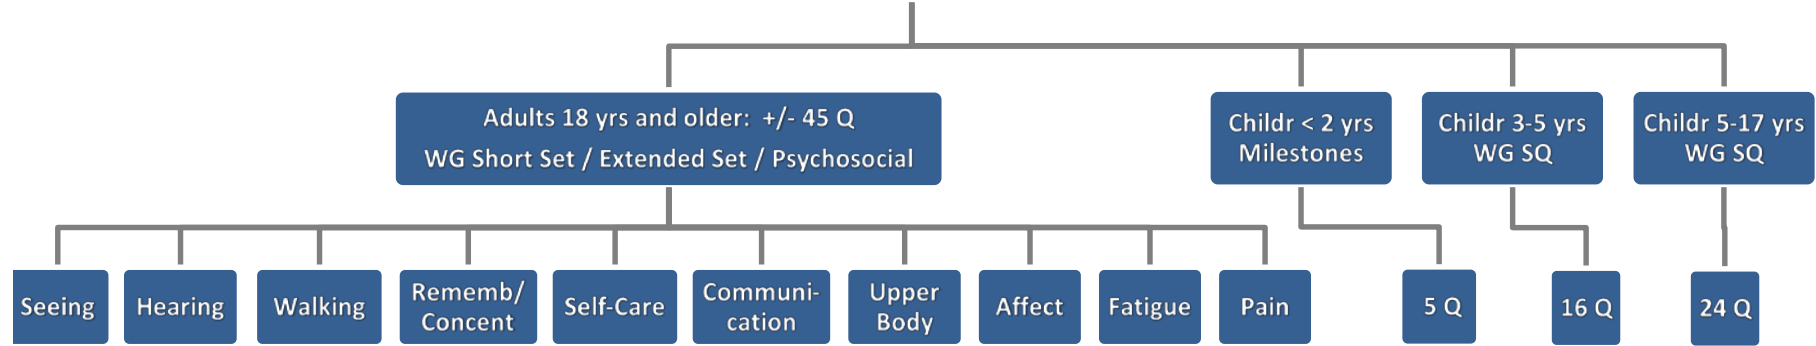 Adults 18 yrs and older: +/- 45 Q
WG Short Set / Extended Set / Psychosocial
Childr < 2 yrs
Milestones
Childr 3-5 yrs
WG SQ
Childr 5-17 yrs
WG SQ
Seeing
Hearing
Walking
Rememb/
Concent
Self-Care
Communi-
cation
Upper
Body
Affect
Fatigue
Pain
5 Q
16 Q
24 Q